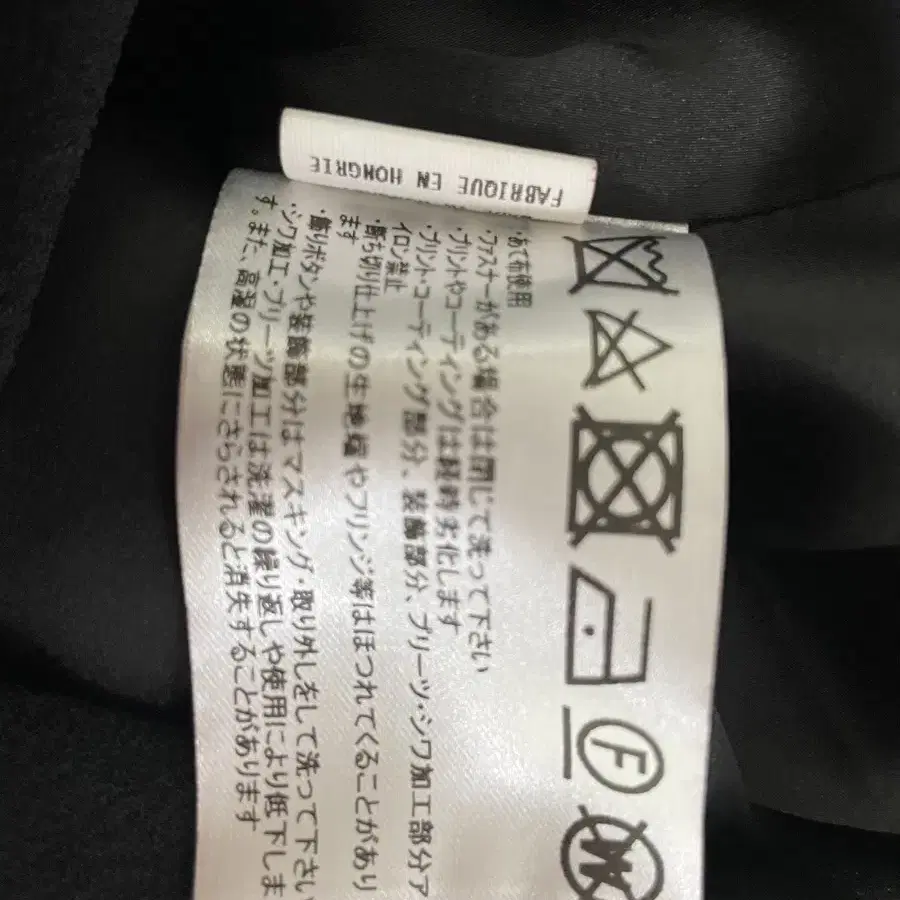 FABRIQUE EN HONGRIE
F
W
・あて布使用
・ファスナーがある場合は閉じて洗って下さい
・プリントやコーティングは経時劣化します
・プリント・コーティング部分、装飾部分、プリーツ・シワ加工部分ア
イロン禁止
・断ち切り仕上げの生地端やフリンジ等はほつれてくることがあり
ます
・飾りボタンや装飾部分はマスキング・取り外しをして洗って下さい
・シワ加工・プリーツ加工は洗濯の繰り返しや使用により低下しま
す。また、高湿の状態にさらされると消失することがあります